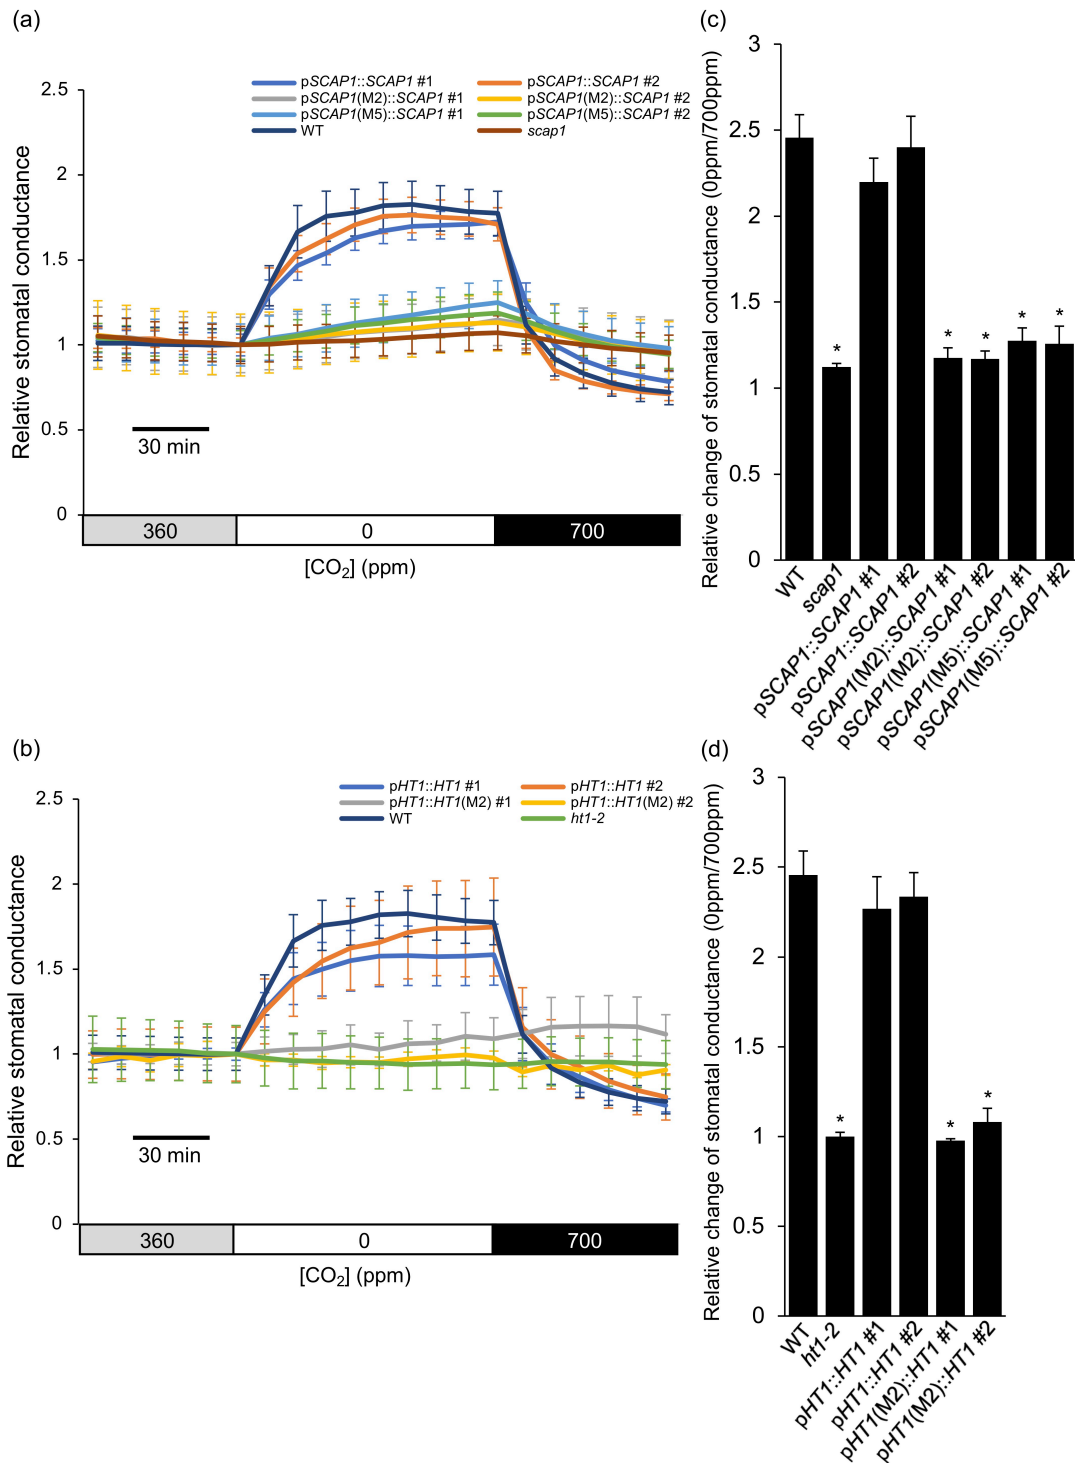 (a)
pSCAP1::SCAP1 #1
pSCAP1::SCAP1 #2
pSCAP1(M2)::SCAP1 #1
pSCAP1(M2)::SCAP1 #2
pSCAP1(M5)::SCAP1 #1
pSCAP1(M5)::SCAP1 #2
WT
scap1
Relative stomatal conductance
2.5
2
1.5
1
0.5
0
30 min
360
0
700
[CO2] (ppm)
(c)
Relative change of stomatal conductance (0ppm/700ppm)
3
2.5
2
1.5
1
0.5
0
*
*
*
*
*
WT
scap1
pSCAP1::SCAP1 #1
pSCAP1::SCAP1 #2
pSCAP1(M2)::SCAP1 #1
pSCAP1(M2)::SCAP1 #2
pSCAP1(M5)::SCAP1 #1
pSCAP1(M5)::SCAP1 #2
(b)
pHT1::HT1 #1
pHT1::HT1 #2
pHT1::HT1(M2) #1
pHT1::HT1(M2) #2
WT
ht1-2
Relative stomatal conductance
2.5
2
1.5
1
0.5
0
30 min
360
0
700
[CO2] (ppm)
(d)
Relative change of stomatal conductance (0ppm/700ppm)
3
2.5
2
1.5
1
0.5
0
*
*
*
WT
ht1-2
pHT1::HT1 #1
pHT1::HT1 #2
pHT1(M2)::HT1 #1
pHT1(M2)::HT1 #2